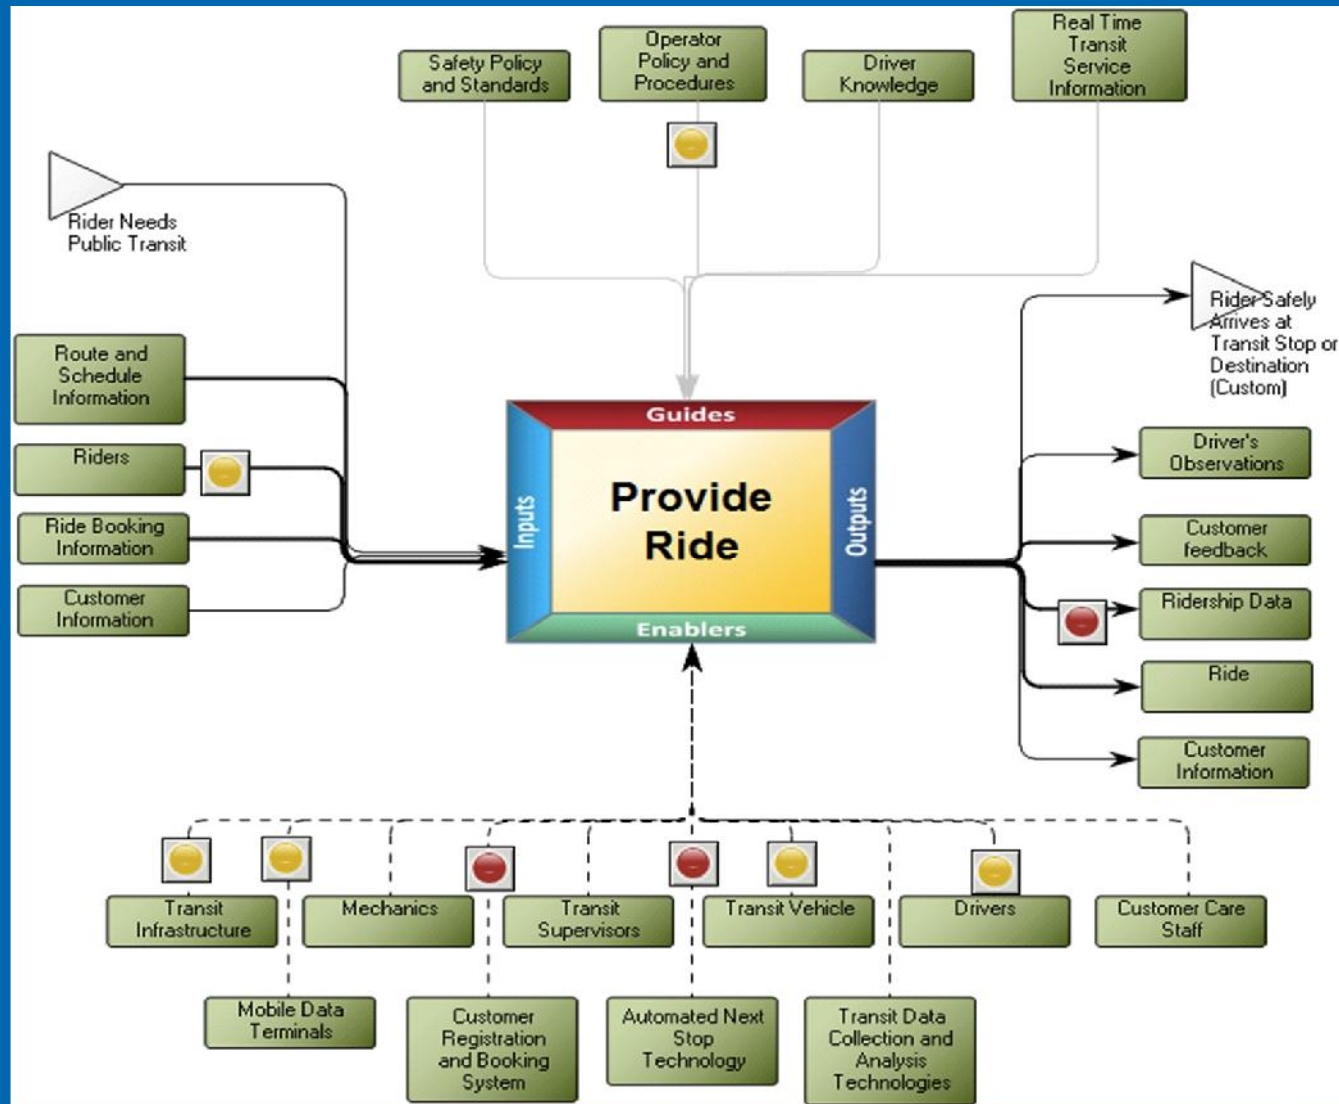 Safety Policy
and Standards
Operator
Policy and
Procedures
Driver
Knowledge
Real Time
Transit
Service
Information
Rider Needs
Public Transit
Route and
Schedule
Information
Riders
Ride Booking
Information
Customer
Information
Guides
Inputs
Provide
Ride
Outputs
Enablers
Rider Safely
Arrives at
Transit Stop or
Destination
(Custom)
Driver's
Observations
Customer
feedback
Ridership Data
Ride
Customer
Information
Transit
Infrastructure
Mechanics
Transit
Supervisors
Transit Vehicle
Drivers
Customer Care
Staff
Mobile Data
Terminals
Customer
Registration
and Booking
System
Automated Next
Stop
Technology
Transit Data
Collection and
Analysis
Technologies